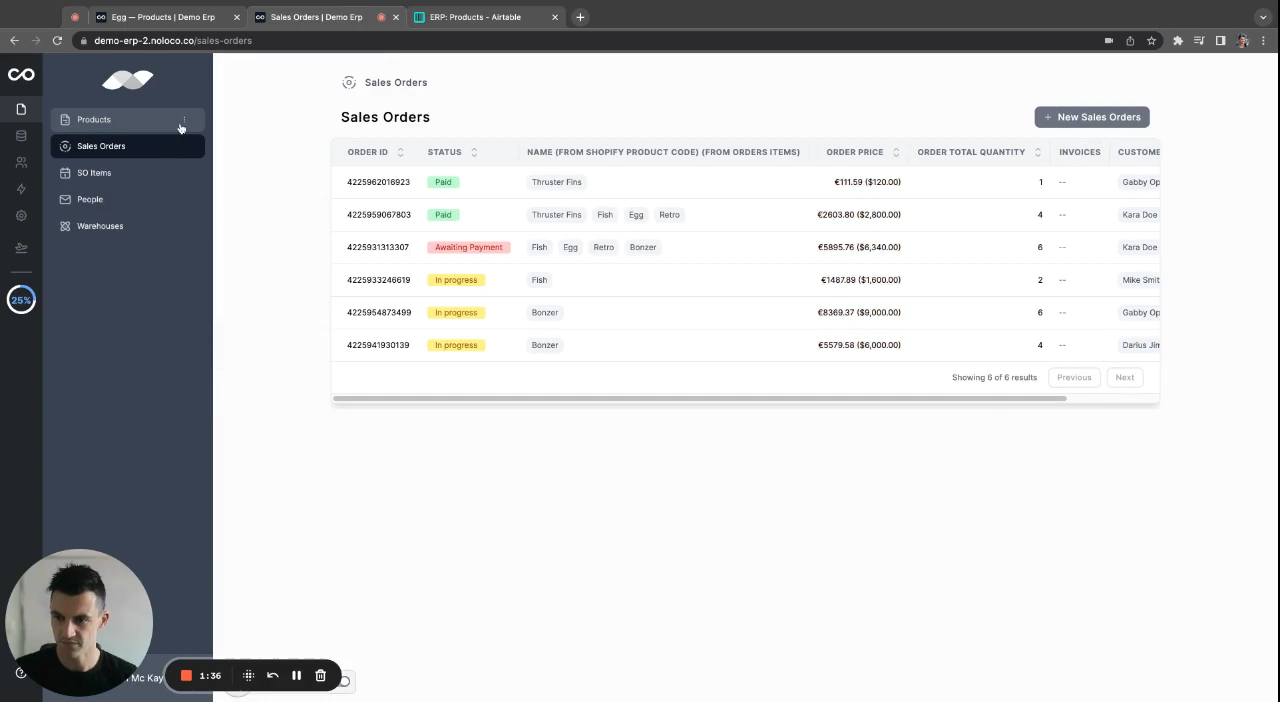 Egg — Products | Demo Erp
Sales Orders | Demo Erp
ERP: Products - Airtable
demo-erp-2.noloco.co/sales-orders
Products
Sales Orders
SO Items
People
Warehouses
25%
Sales Orders
Sales Orders
+ New Sales Orders
ORDER ID STATUS NAME (FROM SHOPIFY PRODUCT CODE) (FROM ORDERS ITEMS) ORDER PRICE ORDER TOTAL QUANTITY INVOICES CUSTOME
4225962016923 Paid Thruster Fins €111.59 ($120.00) 1 -- Gabby Op
4225959067803 Paid Thruster Fins Fish Egg Retro €2603.80 ($2,800.00) 4 -- Kara Doe
4225931313307 Awaiting Payment Fish Egg Retro Bonzer €5895.76 ($6,340.00) 6 -- Kara Doe
4225933246619 In progress Fish €1487.89 ($1,600.00) 2 -- Mike Smit
4225954873499 In progress Bonzer €8369.37 ($9,000.00) 6 -- Gabby Op
4225941930139 In progress Bonzer €5579.58 ($6,000.00) 4 -- Darius Jim
Showing 6 of 6 results Previous Next
Mc Kay
1:36